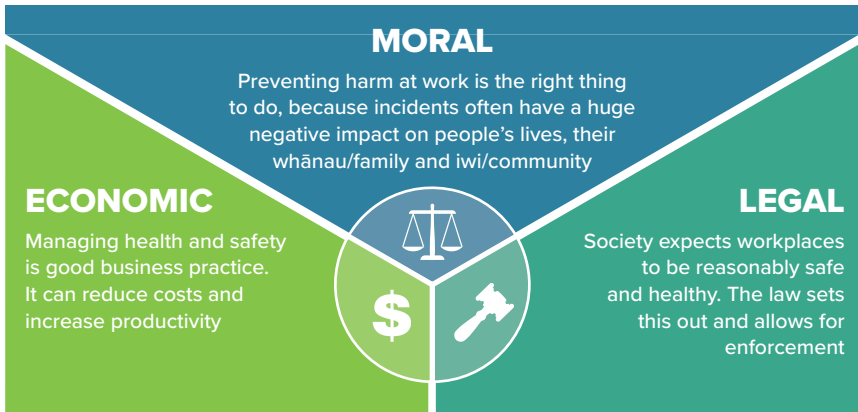 MORAL
Preventing harm at work is the right thing
to do, because incidents often have a huge
negative impact on people's lives, their
whānau/family and iwi/community
ECONOMIC
Managing health and safety
is good business practice.
It can reduce costs and
increase productivity
LEGAL
Society expects workplaces
to be reasonably safe
and healthy. The law sets
this out and allows for
enforcement
$